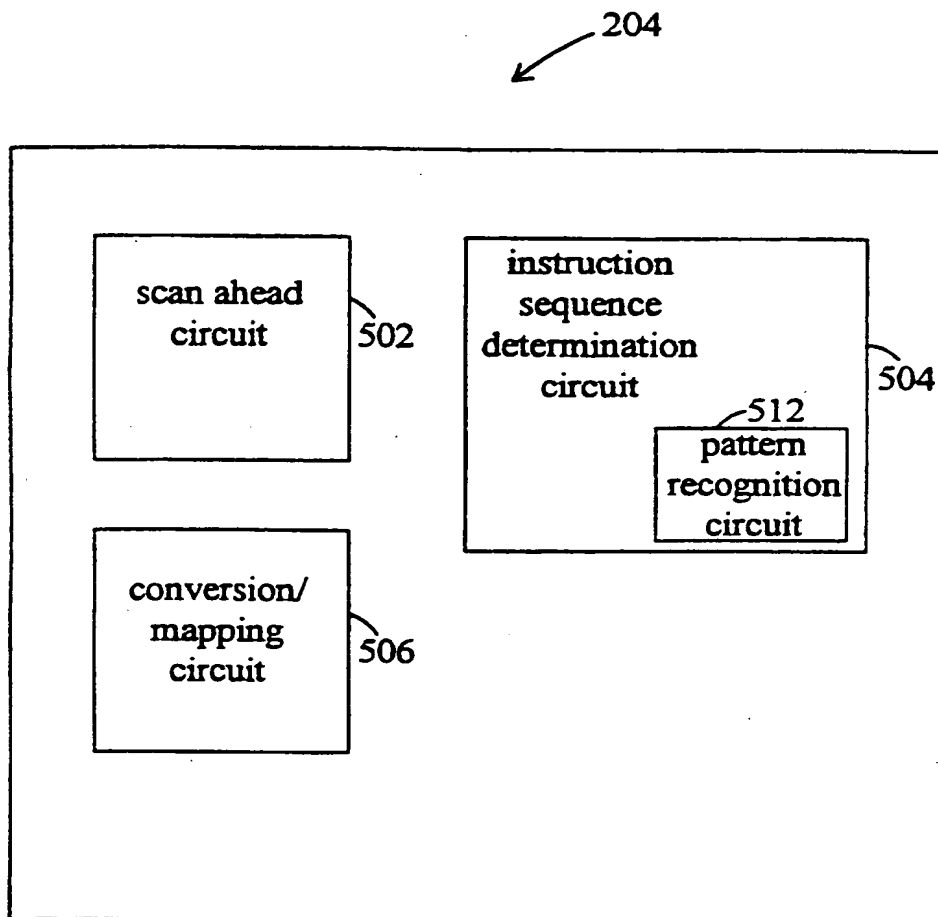 204
scan ahead
circuit
502
instruction
sequence
determination
circuit
504
512
pattern
recognition
circuit
conversion/
mapping
circuit
506